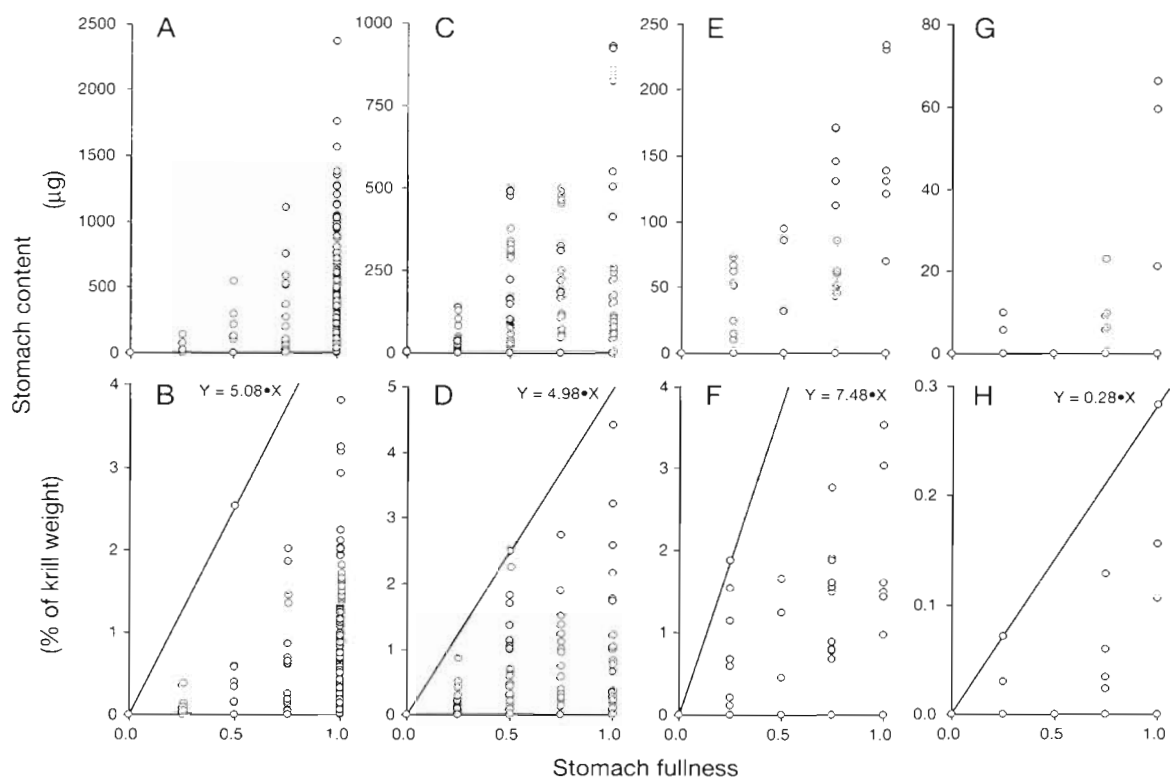 A C E G
2500 1000 250 80
2000 750 200 60
1500 500 150 40
1000 250 100 20
500 50
0 0 0 0
Stomach content
(µg)
B Y = 5.08•X D Y = 4.98•X F Y = 7.48•X H Y = 0.28•X
4 5 4 0.3
3 4 3 0.2
2 3 2 0.1
1 2 1 0.0
0 1 0
0
(% of krill weight)
0.0 0.5 1.0 0.0 0.5 1.0 0.0 0.5 1.0 0.0 0.5 1.0
Stomach fullness